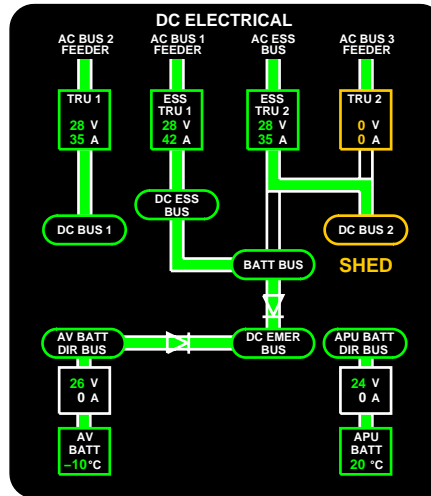 DC ELECTRICAL
AC BUS 2 FEEDER
AC BUS 1 FEEDER
AC ESS BUS
AC BUS 3 FEEDER
TRU 1
28 V
35 A
ESS TRU 1
28 V
42 A
ESS TRU 2
28 V
35 A
TRU 2
0 V
0 A
DC ESS BUS
DC BUS 1
DC BUS 2
BATT BUS
SHED
AV BATT DIR BUS
DC EMER BUS
APU BATT DIR BUS
26 V
0 A
24 V
0 A
AV BATT
–10 °C
APU BATT
20 °C